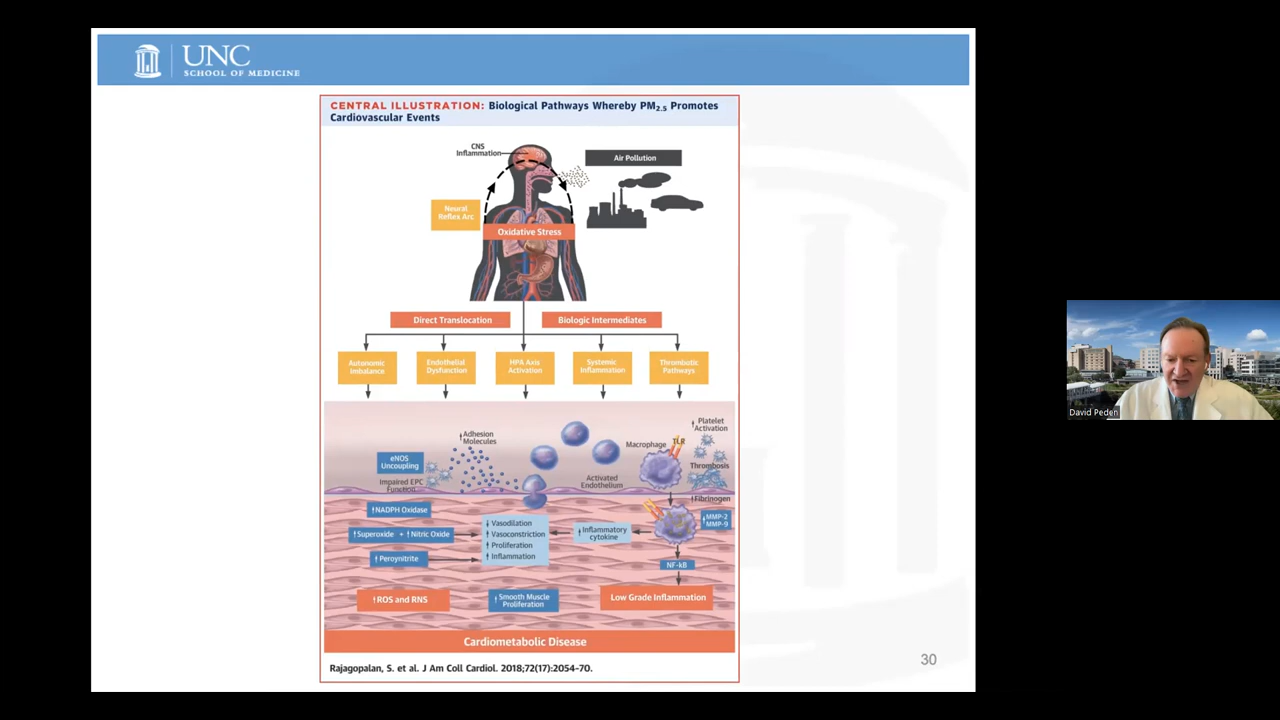 UNC
SCHOOL OF MEDICINE
CENTRAL ILLUSTRATION: Biological Pathways Whereby PM2.5 Promotes
Cardiovascular Events
CNS
Inflammation
Air Pollution
Neural
Reflex Arc
Oxidative Stress
Direct Translocation
Biologic Intermediates
Autonomic
Imbalance
Endothelial
Dysfunction
HPA Axis
Activation
Systemic
Inflammation
Thrombotic
Pathways
↑Adhesion
Molecules
eNOS
Uncoupling
Impaired EPC
Function
Macrophage
TLR
↑Platelet
Activation
Activated
Endothelium
Thrombosis
↑Fibrinogen
↑NADPH Oxidase
↑Superoxide + ↑Nitric Oxide
↑Peroynitrite
↓Vasodilation
↑Vasoconstriction
↑Proliferation
↑Inflammation
↑Inflammatory
cytokine
↑MMP-2
MMP-9
NF-kB
↑ROS and RNS
↑Smooth Muscle
Proliferation
Low Grade Inflammation
Cardiometabolic Disease
Rajagopalan, S. et al. J Am Coll Cardiol. 2018;72(17):2054-70.
30
David Peden